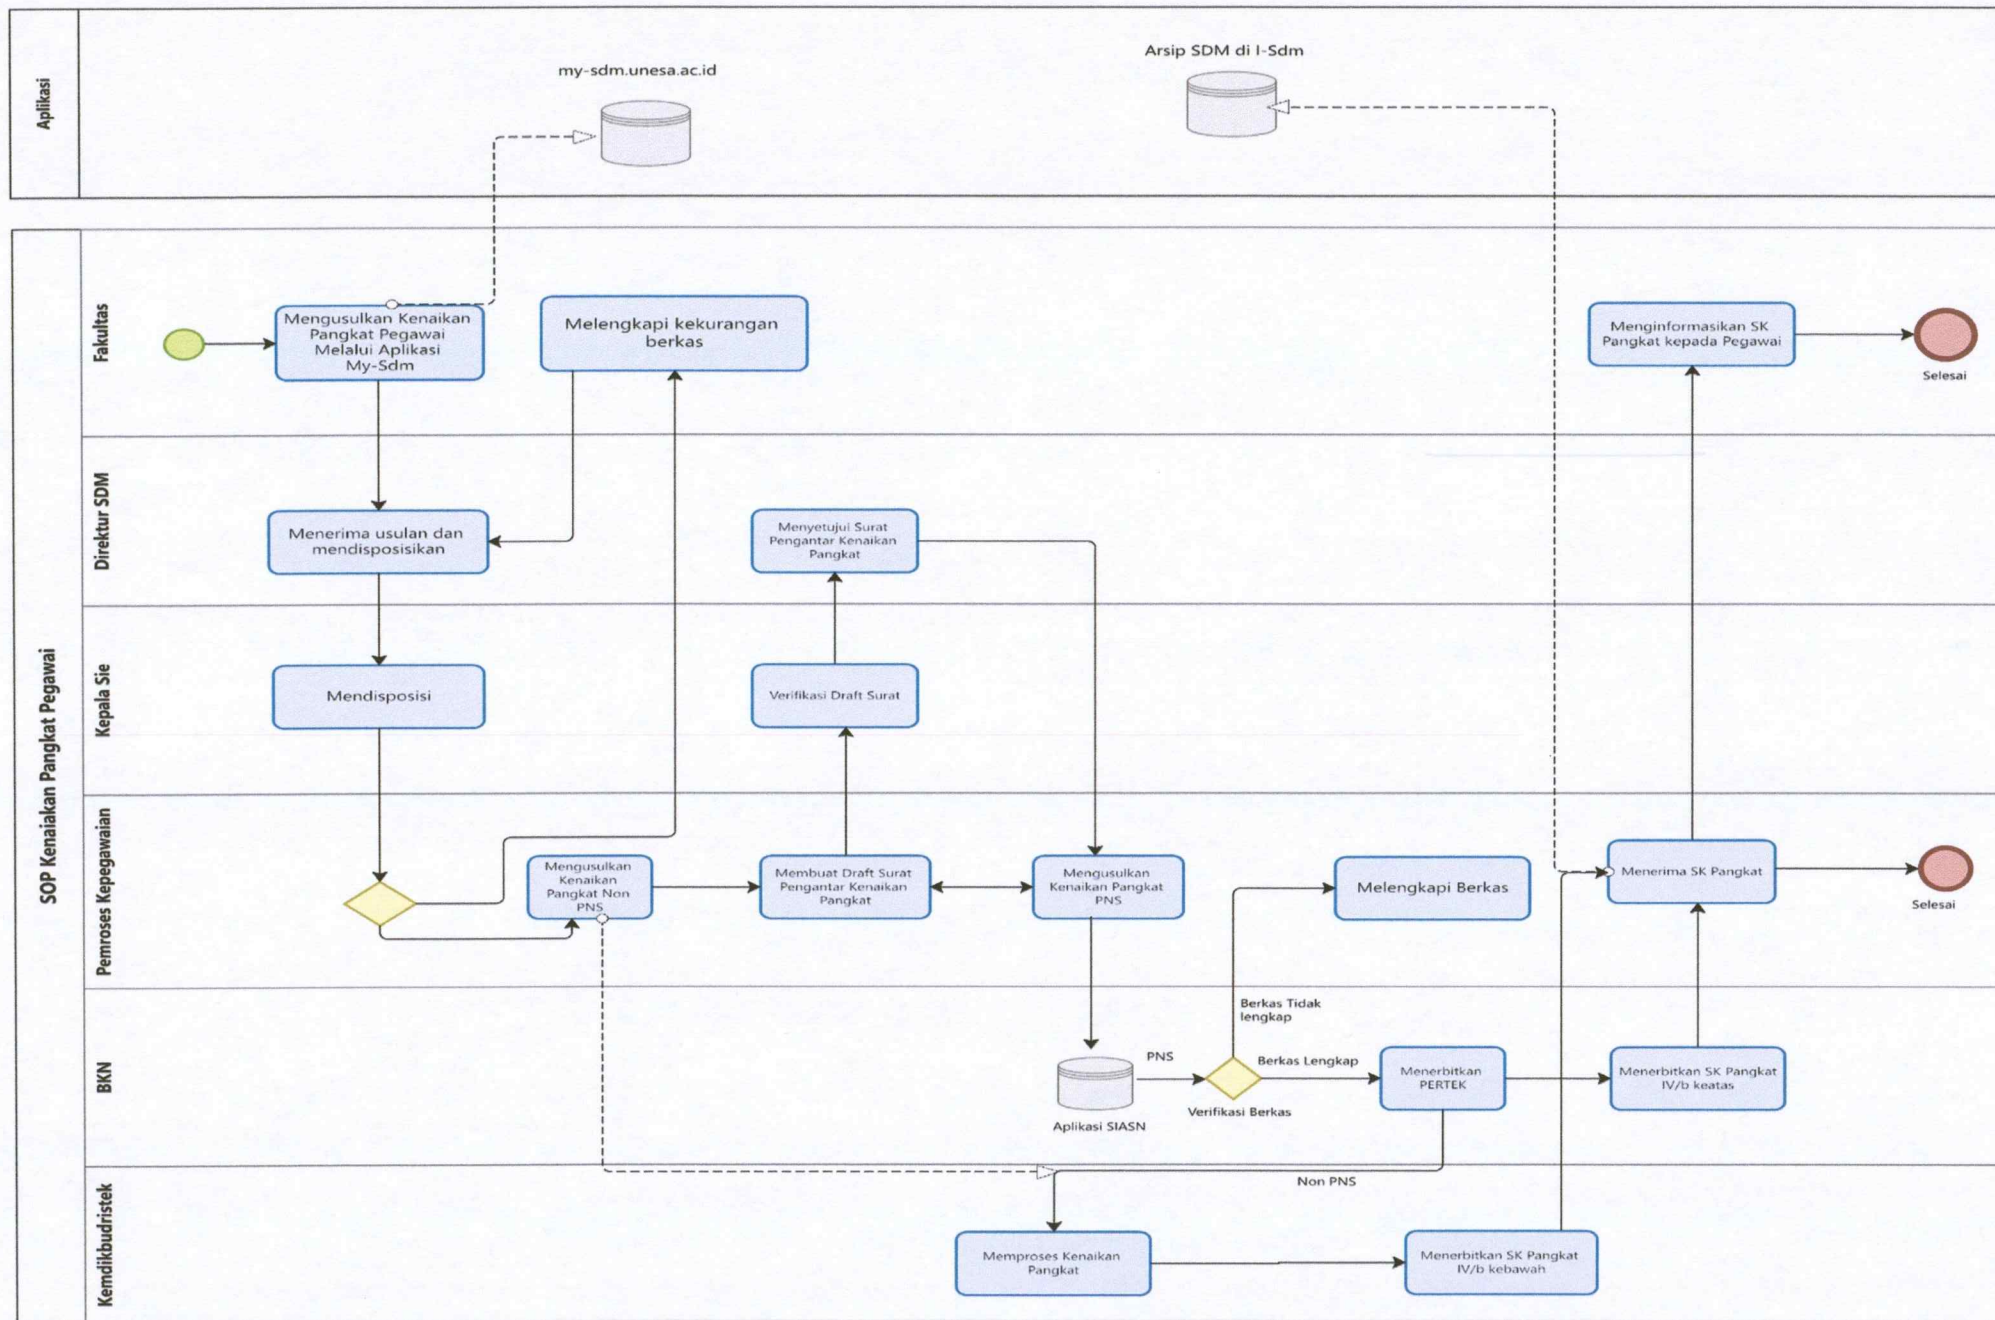 Aplikasi
my-sdm.unesa.ac.id
Arsip SDM di I-Sdm
SOP Kenaiakan Pangkat Pegawai
Fakultas
Mengusulkan Kenaikan
Pangkat Pegawai
Melalui Aplikasi
My-Sdm
Melengkapi kekurangan
berkas
Menginformasikan SK
Pangkat kepada Pegawai
Selesai
Direktur SDM
Menerima usulan dan
mendisposisikan
Menyetujui Surat
Pengantar Kenaikan
Pangkat
Kepala Sie
Mendisposisi
Verifikasi Draft Surat
Pemroses Kepegawaian
Mengusulkan
Kenaikan
Pangkat Non
PNS
Membuat Draft Surat
Pengantar Kenaikan
Pangkat
Mengusulkan
Kenaikan Pangkat
PNS
Melengkapi Berkas
Menerima SK Pangkat
Selesai
BKN
Aplikasi SIASN
PNS
Berkas Tidak
lengkap
Berkas Lengkap
Verifikasi Berkas
Menerbitkan
PERTEK
Menerbitkan SK Pangkat
IV/b keatas
Kemdikbudristek
Non PNS
Memproses Kenaikan
Pangkat
Menerbitkan SK Pangkat
IV/b kebawah